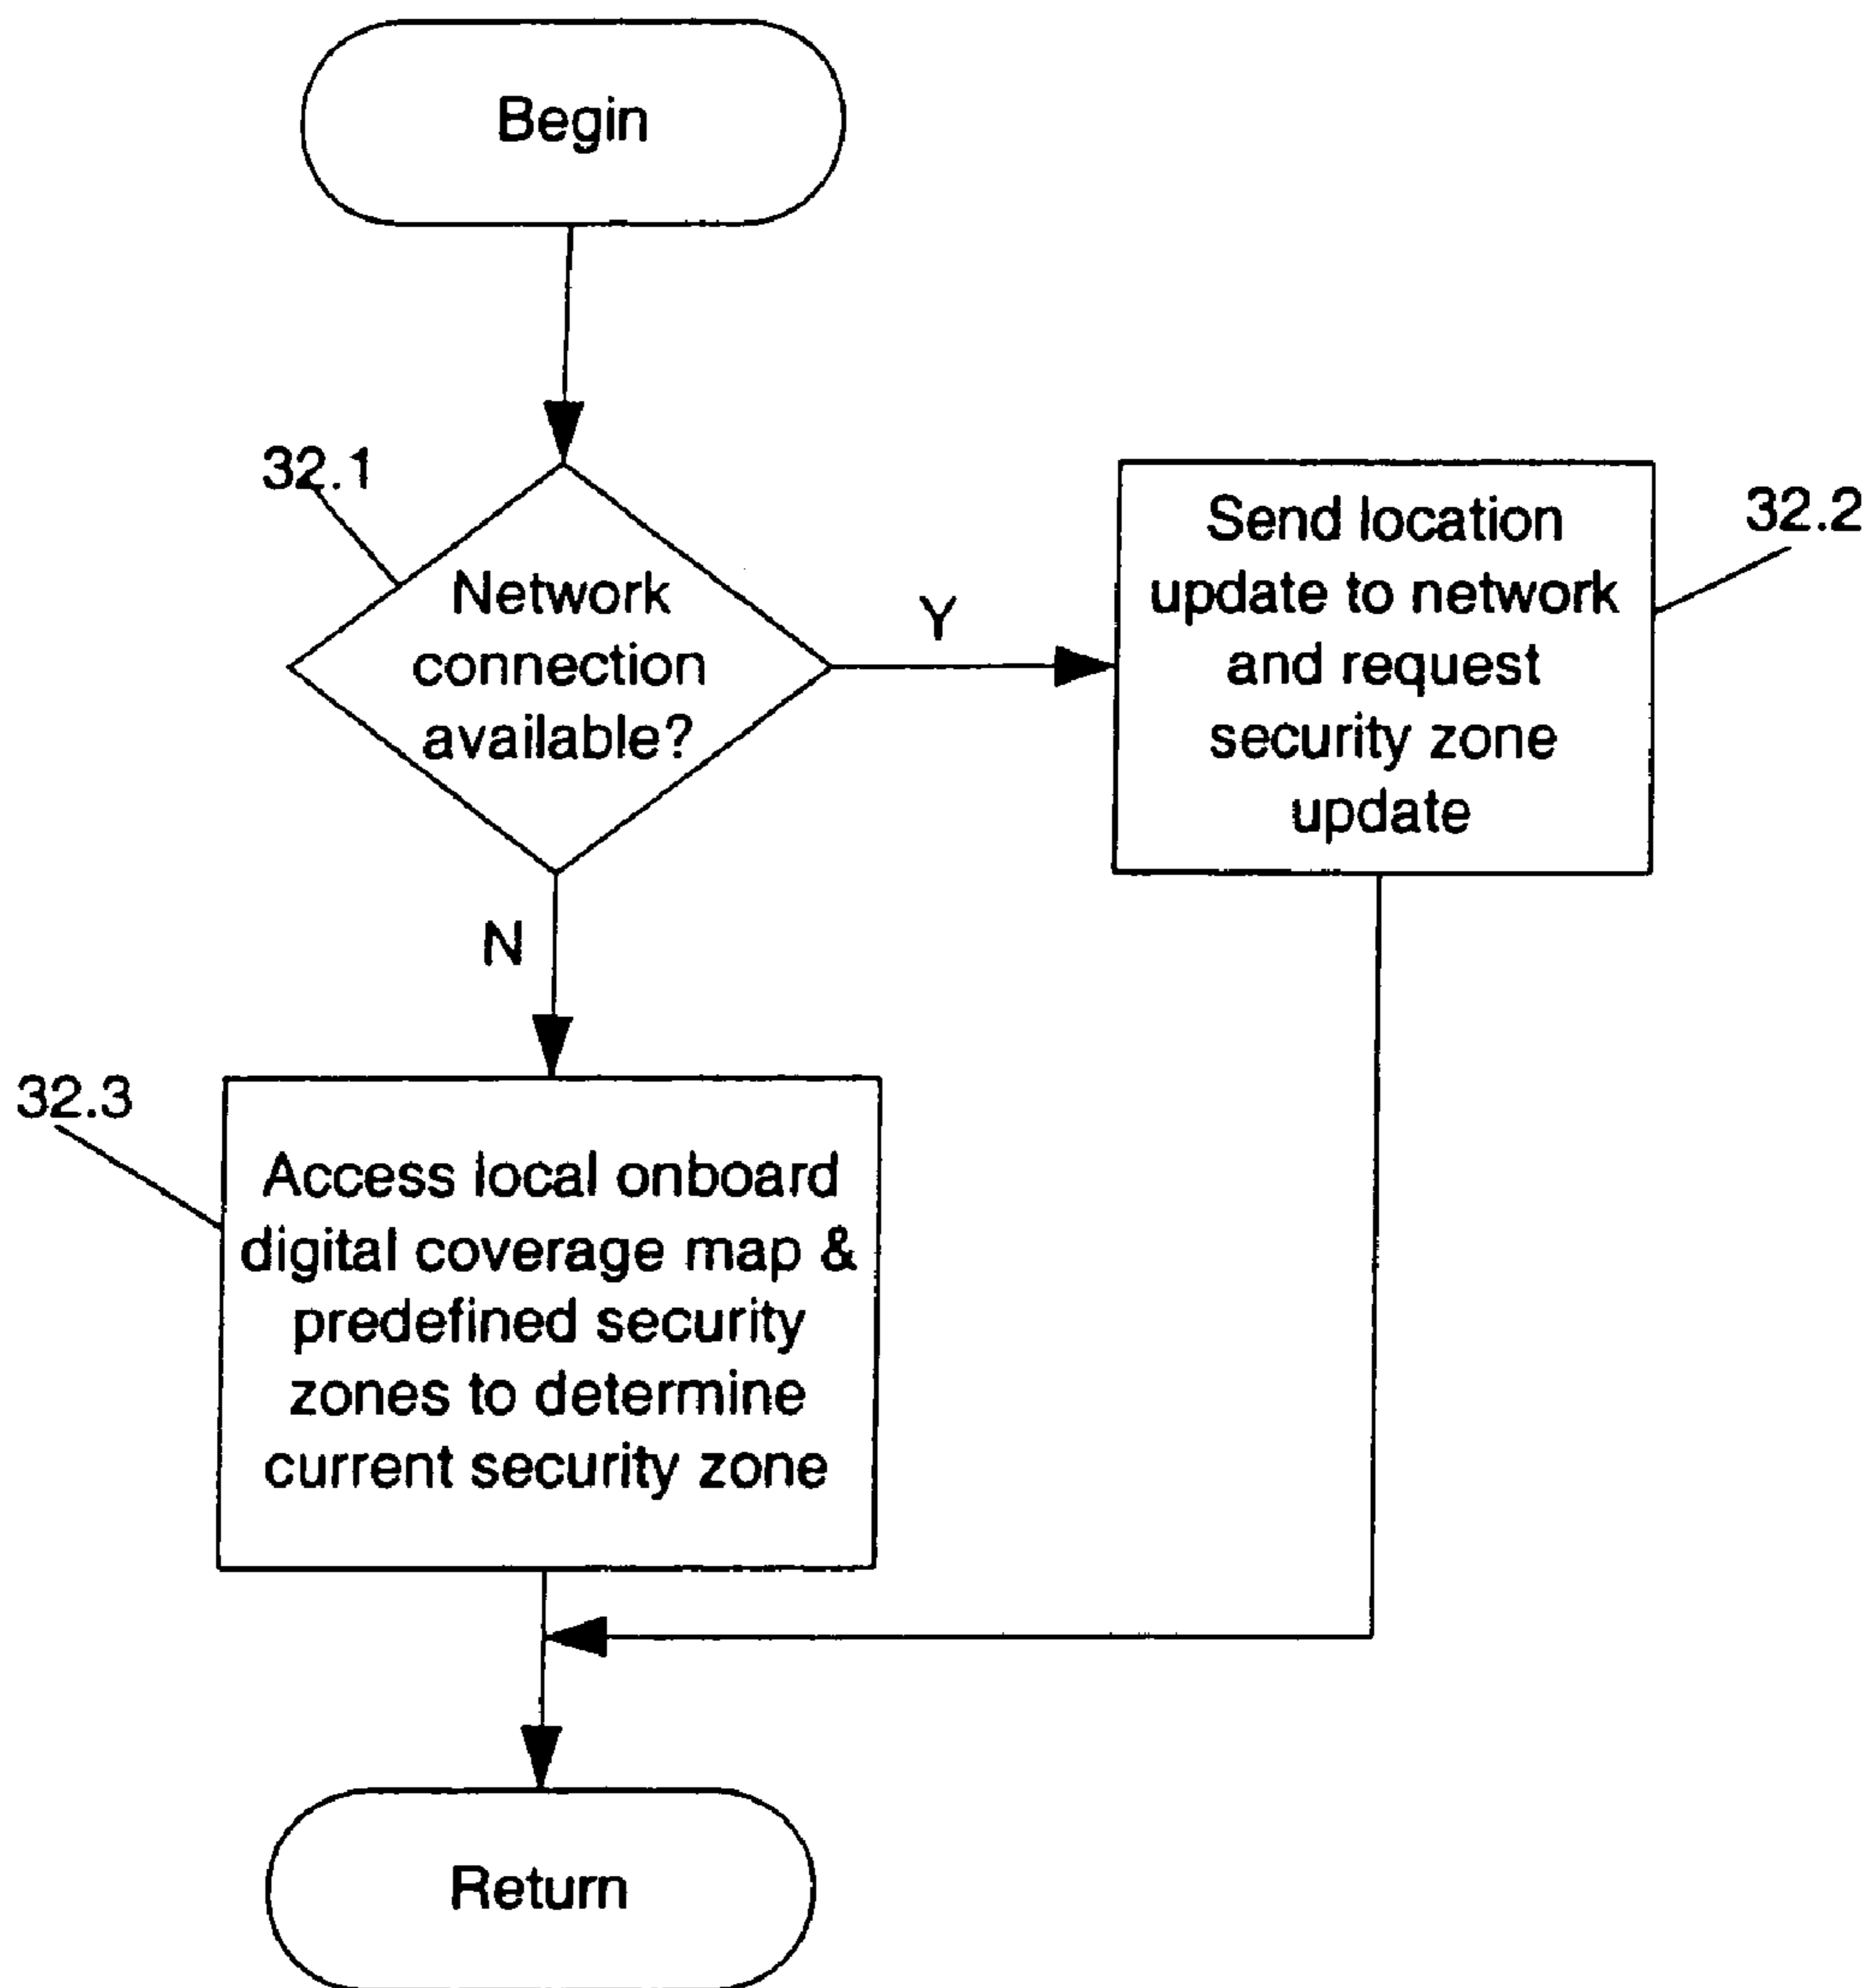 Begin
32.1
Network
connection
available?
Y
Send location
update to network
and request
security zone
update
32.2
N
32.3
Access local onboard
digital coverage map &
predefined security
zones to determine
current security zone
Return